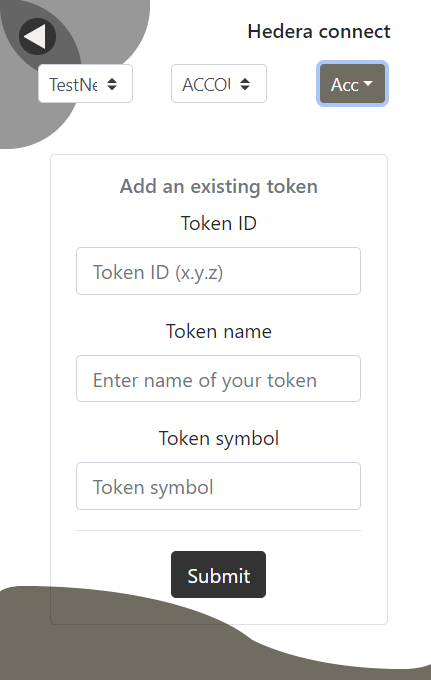 Hedera connect
TestNe
ACCOU
Acc
Add an existing token
Token ID
Token ID (x.y.z)
Token name
Enter name of your token
Token symbol
Token symbol
Submit